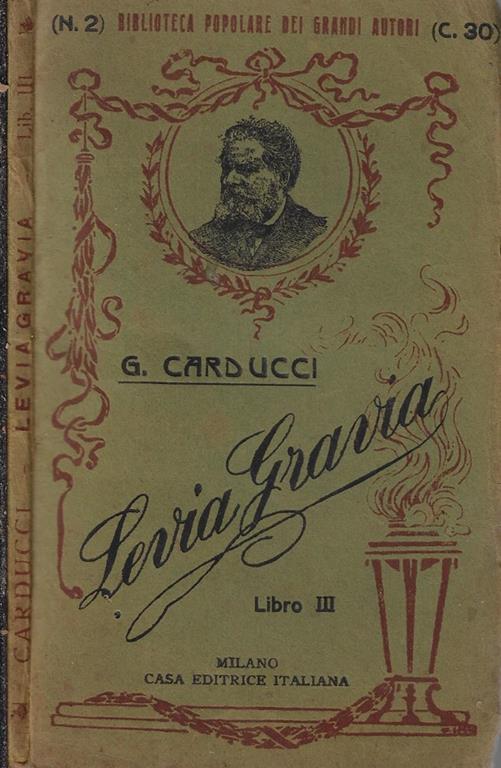 (N. 2) BIBLIOTECA POPOLARE DEI GRANDI AUTORI (C. 30)
G. CARDUCCI
Levia Gravia
Libro III
MILANO
CASA EDITRICE ITALIANA
CARDUCCI - LEVIA GRAVIA Lib. III